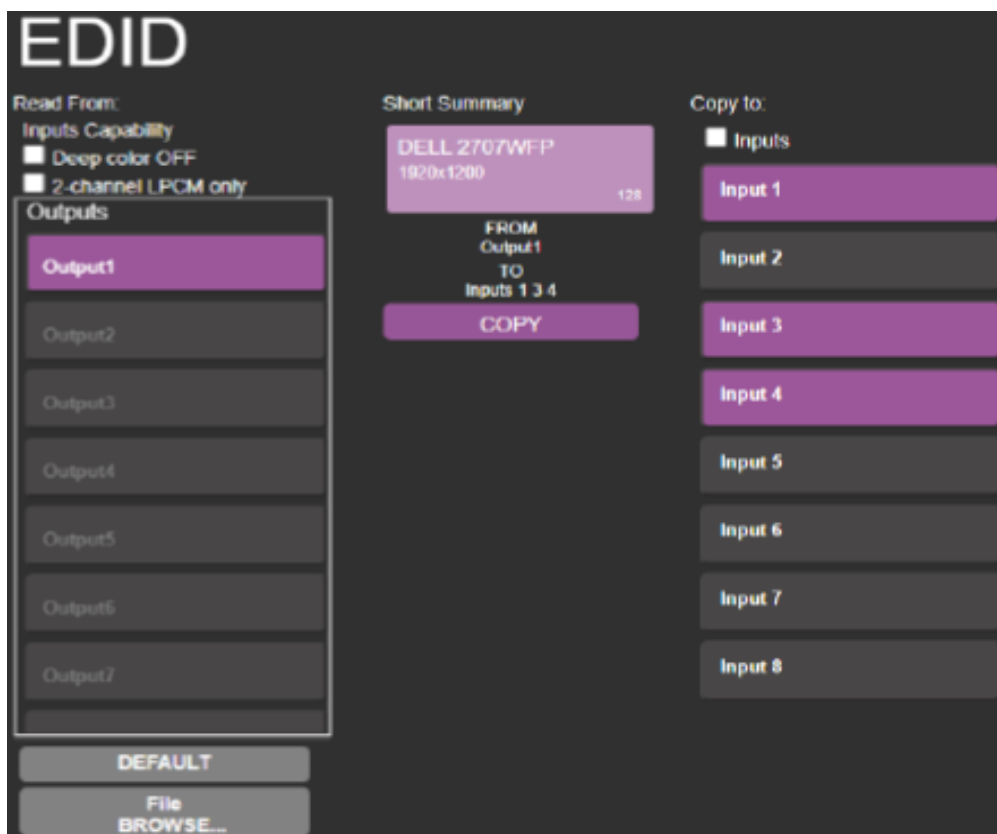 EDID
Read From:
Inputs Capability
Deep color OFF
2-channel LPCM only
Outputs
Output1
Output2
Output3
Output4
Output5
Output6
Output7
DEFAULT
File
BROWSE...
Short Summary
DELL 2707WFP
1920x1200
128
FROM
Output1
TO
Inputs 1 3 4
COPY
Copy to:
Inputs
Input 1
Input 2
Input 3
Input 4
Input 5
Input 6
Input 7
Input 8